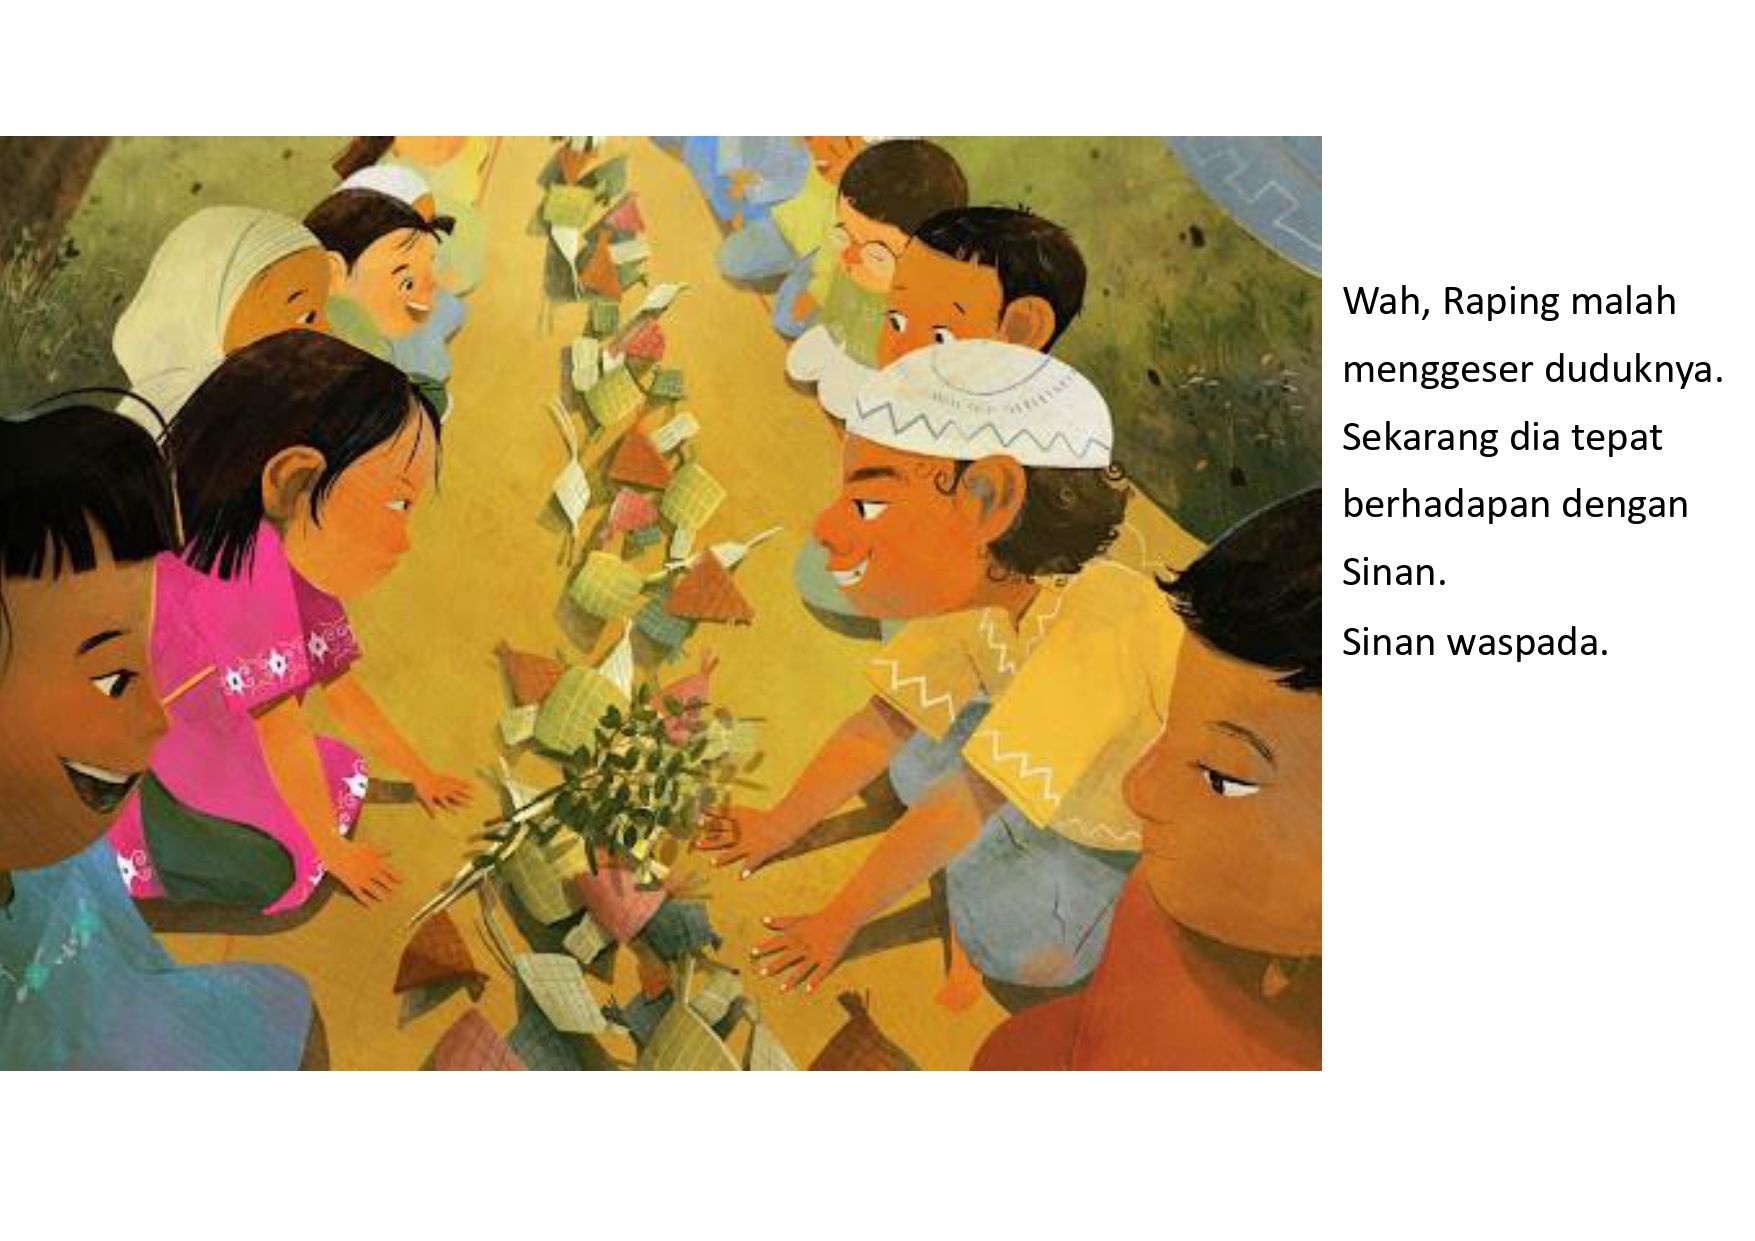 Wah, Raping malah
menggeser duduknya.
Sekarang dia tepat
berhadapan dengan
Sinan.
Sinan waspada.